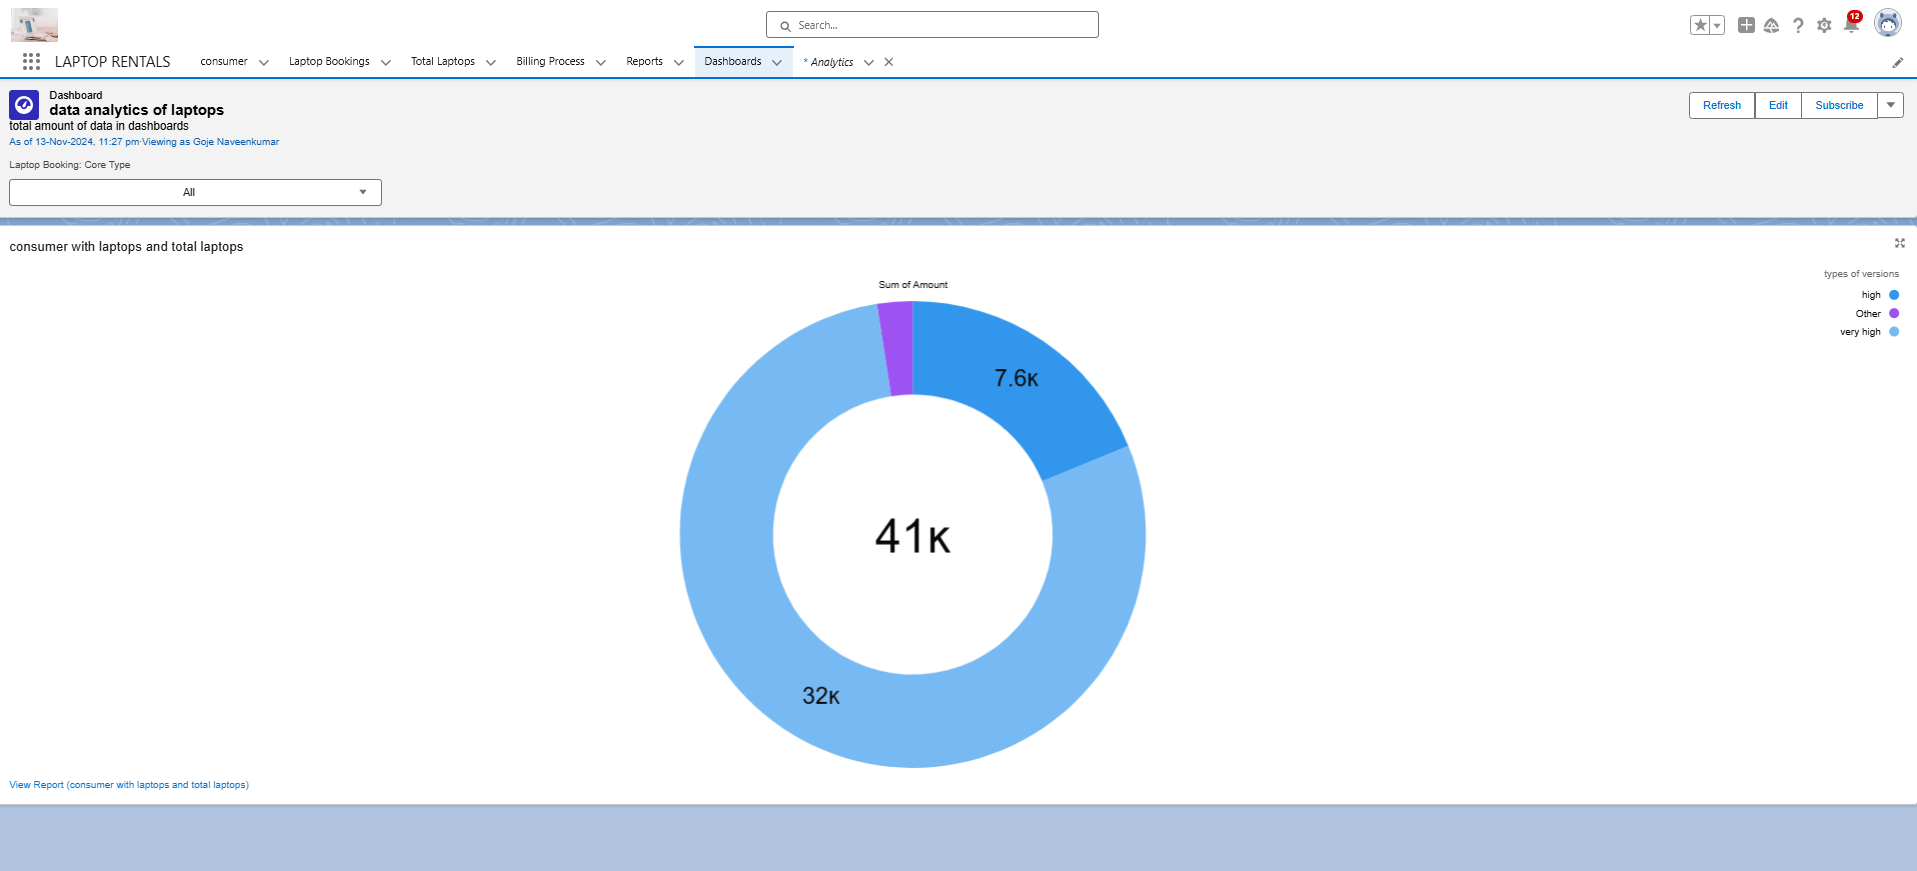 Search...
12
LAPTOP RENTALS
consumer
Laptop Bookings
Total Laptops
Billing Process
Reports
Dashboards
* Analytics
Dashboard
data analytics of laptops
total amount of data in dashboards
As of 13-Nov-2024, 11:27 pm·Viewing as Goje Naveenkumar
Refresh
Edit
Subscribe
Laptop Booking: Core Type
All
consumer with laptops and total laptops
Sum of Amount
types of versions
high
Other
very high
7.6K
41K
32K
View Report (consumer with laptops and total laptops)